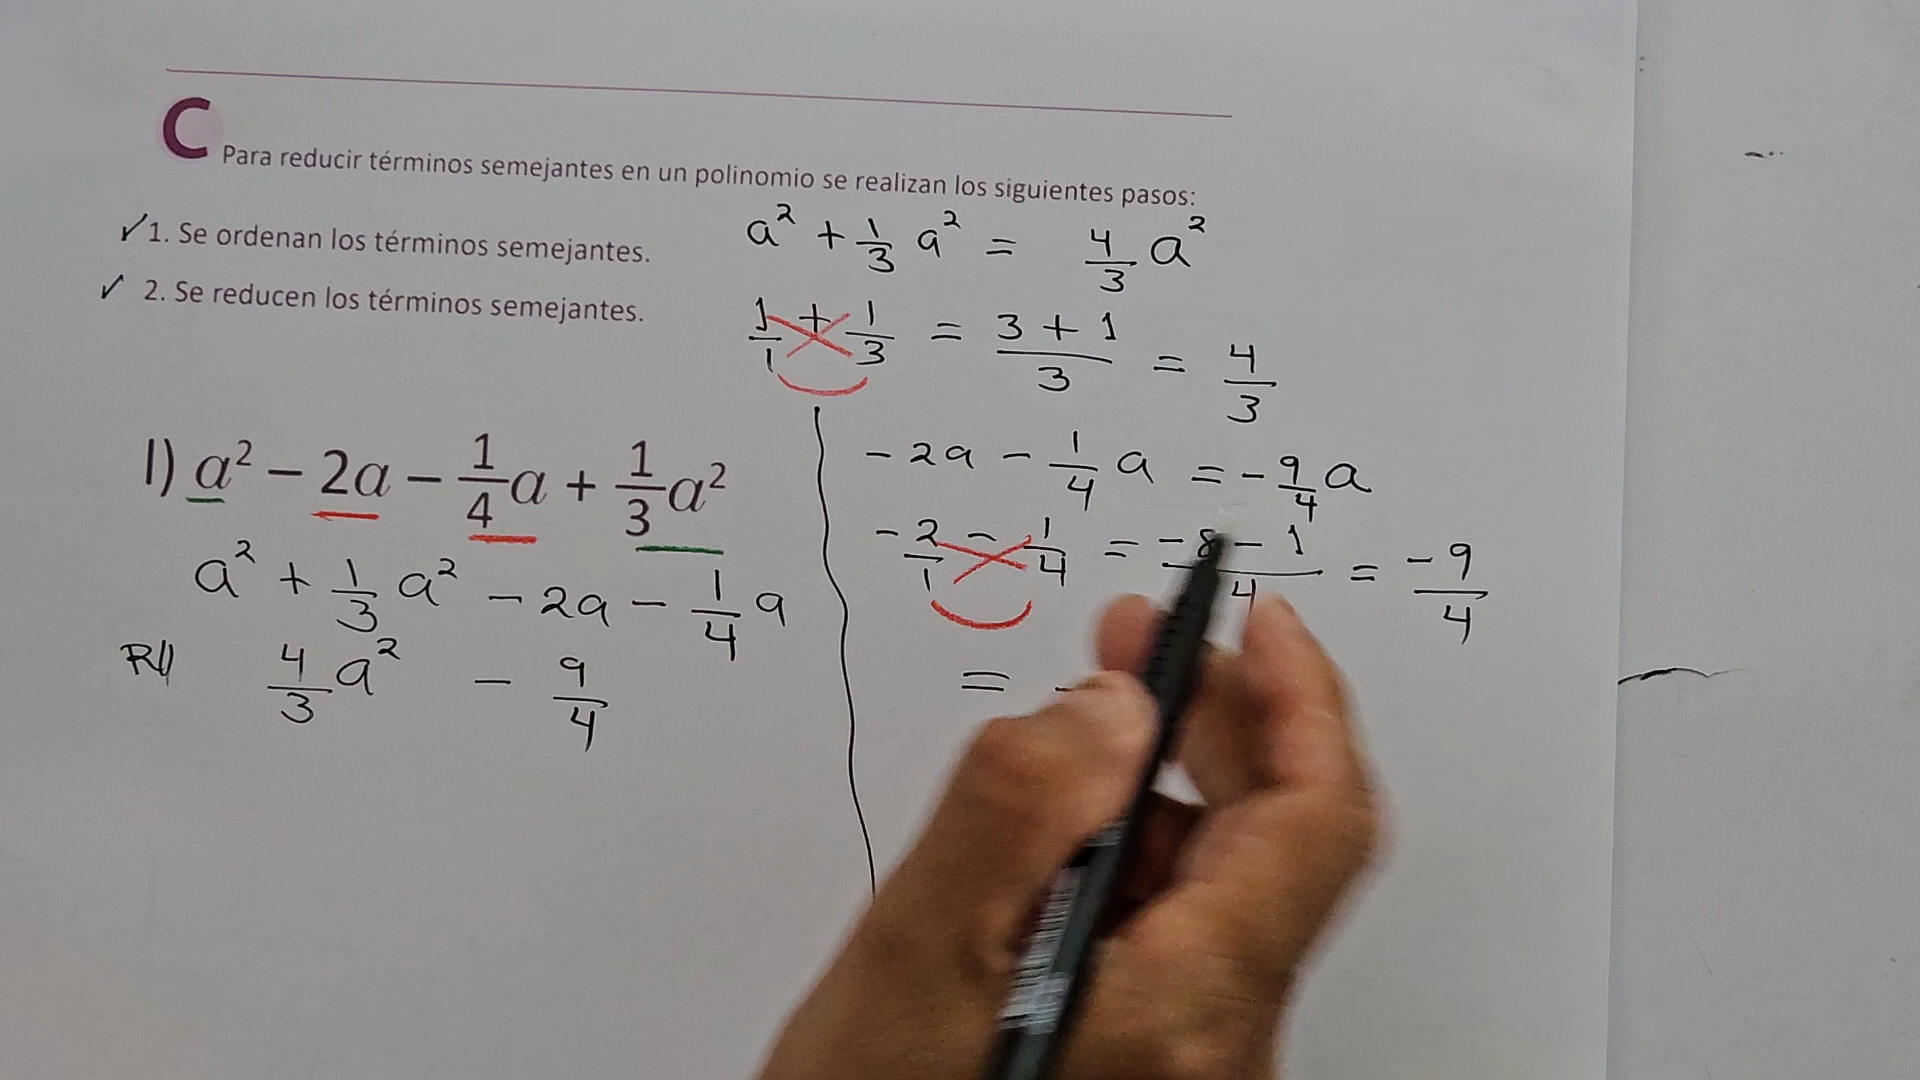 C Para reducir términos semejantes en un polinomio se realizan los siguientes pasos:
✓ 1. Se ordenan los términos semejantes.
✓ 2. Se reducen los términos semejantes.
a² + 1/3 a² = 4/3 a²
1/1 + 1/3 = (3 + 1)/3 = 4/3
1) a² − 2a − 1/4 a + 1/3 a²
a² + 1/3 a² − 2a − 1/4 a
R// 4/3 a² − 9/4
− 2a − 1/4 a = − 9/4 a
− 2/1 − 1/4 = (− 8 − 1)/4 = − 9/4
= −